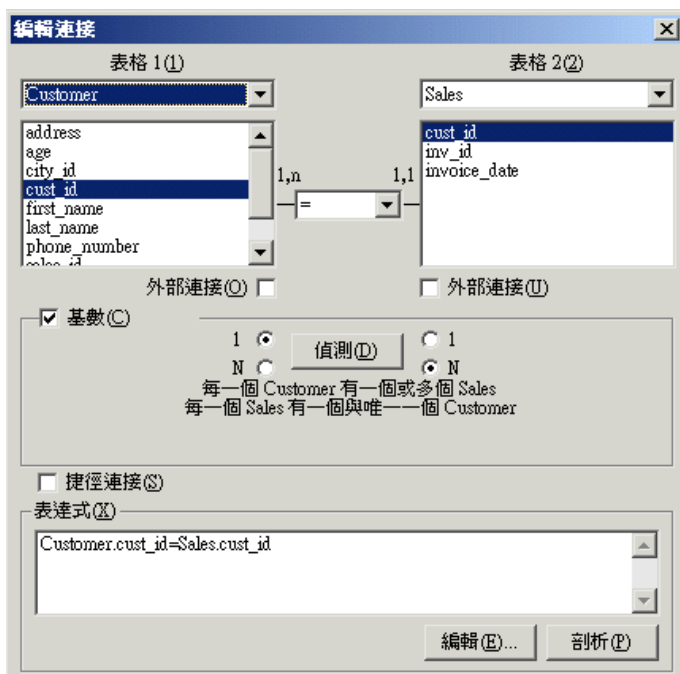 編輯連接
表格 1(1) 表格 2(2)
Customer Sales
address
age
city_id
cust_id
first_name
last_name
phone_number
cust_id
inv_id
invoice_date
1,n = 1,1
外部連接(O) 外部連接(U)
基數(C)
1 偵測(D) 1
N N
每一個 Customer 有一個或多個 Sales
每一個 Sales 有一個與唯一一個 Customer
捷徑連接(S)
表達式(X)
Customer.cust_id=Sales.cust_id
編輯(E)... 剖析(P)